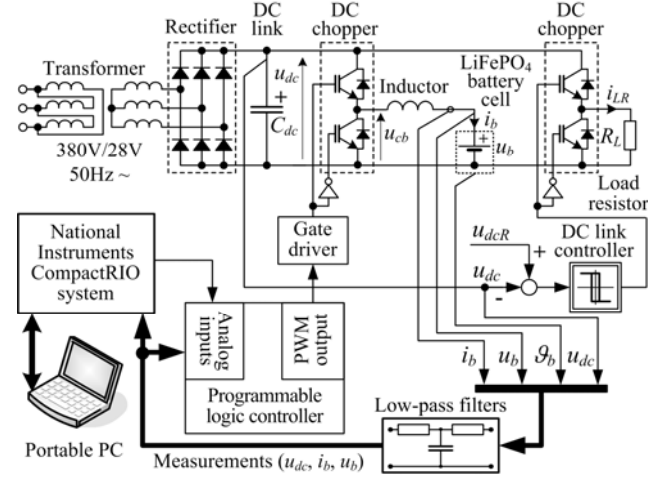 Rectifier
DC
link
DC
chopper
DC
chopper
Transformer
380V/28V
50Hz ~
u_dc
+
C_dc
Inductor
u_cb
LiFePO₄
battery
cell
i_b
+
u_b
i_LR
R_L
Load
resistor
National
Instruments
CompactRIO
system
Gate
driver
u_dcR
+
u_dc
-
DC link
controller
Analog
inputs
PWM
output
Programmable
logic controller
i_b
u_b
ϑ_b
u_dc
Low-pass filters
Portable PC
Measurements (u_dc, i_b, u_b)